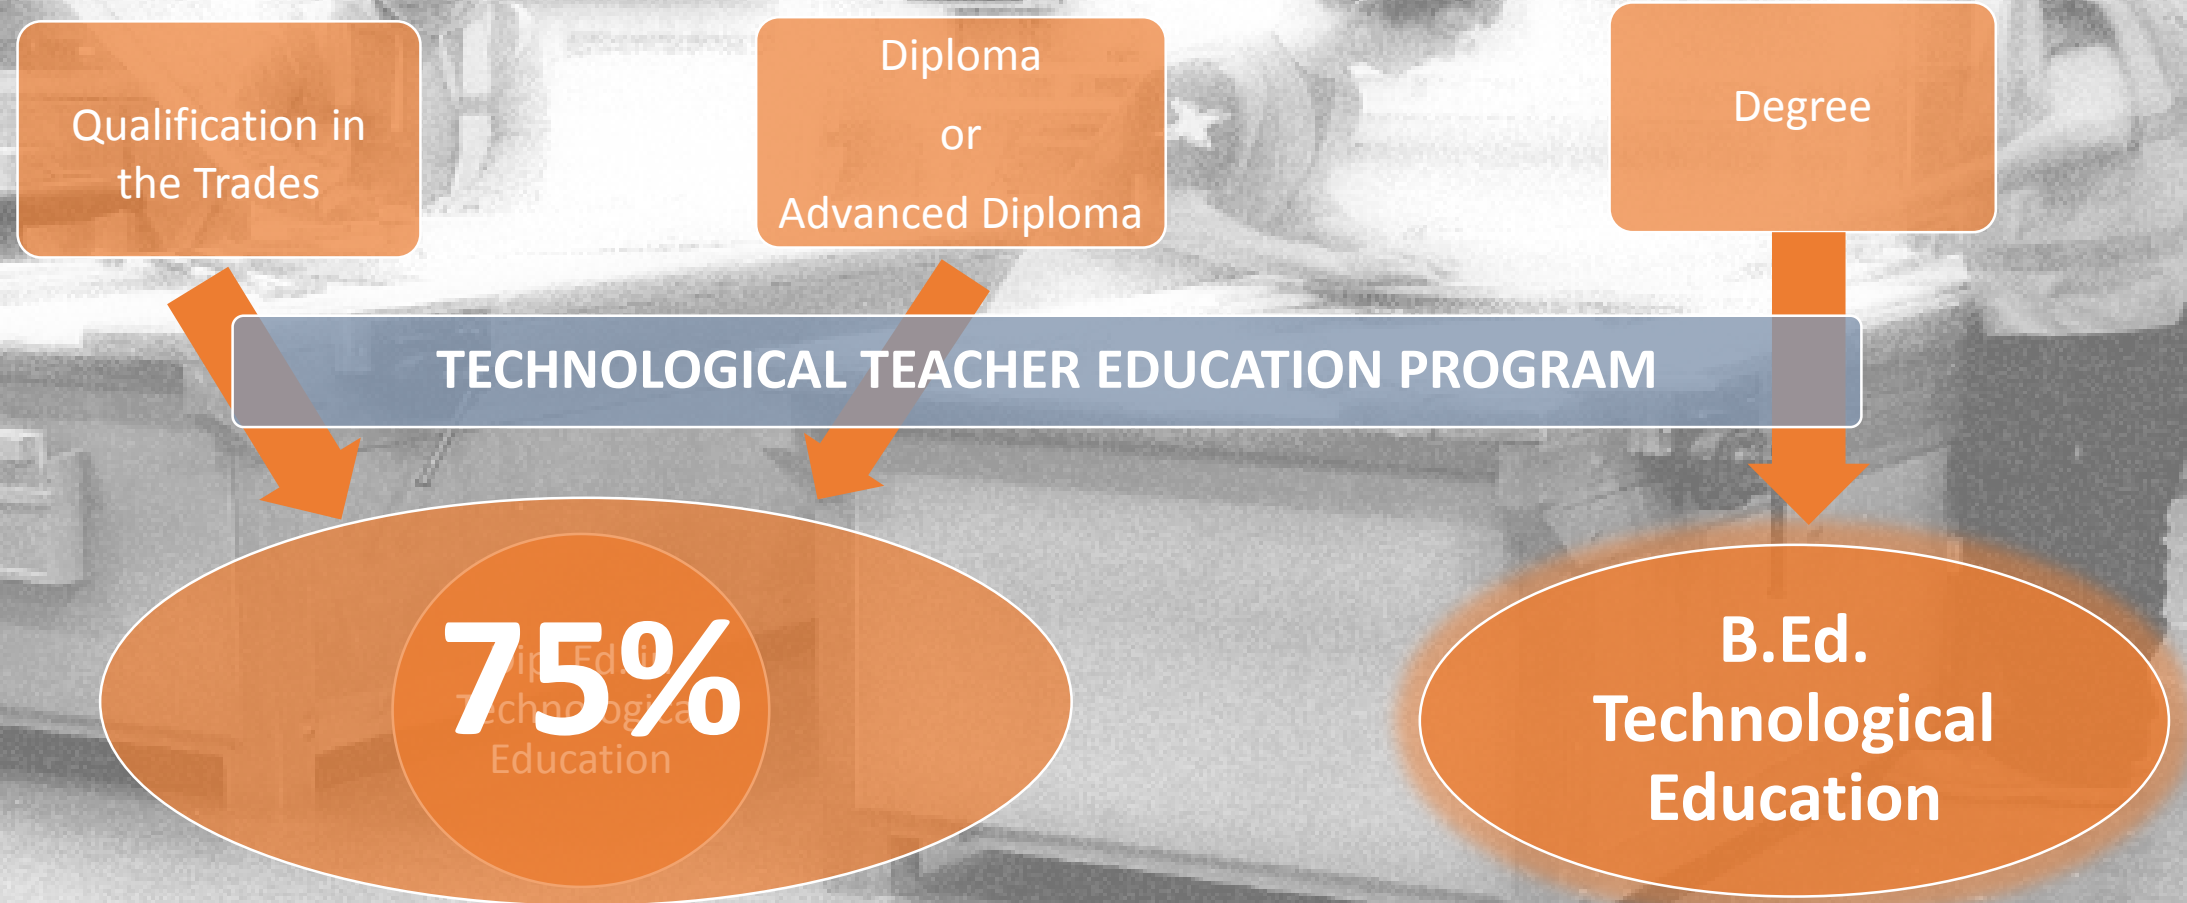 Qualification in
the Trades
Diploma
or
Advanced Diploma
Degree
TECHNOLOGICAL TEACHER EDUCATION PROGRAM
75%
Education
B.Ed.
Technological
Education